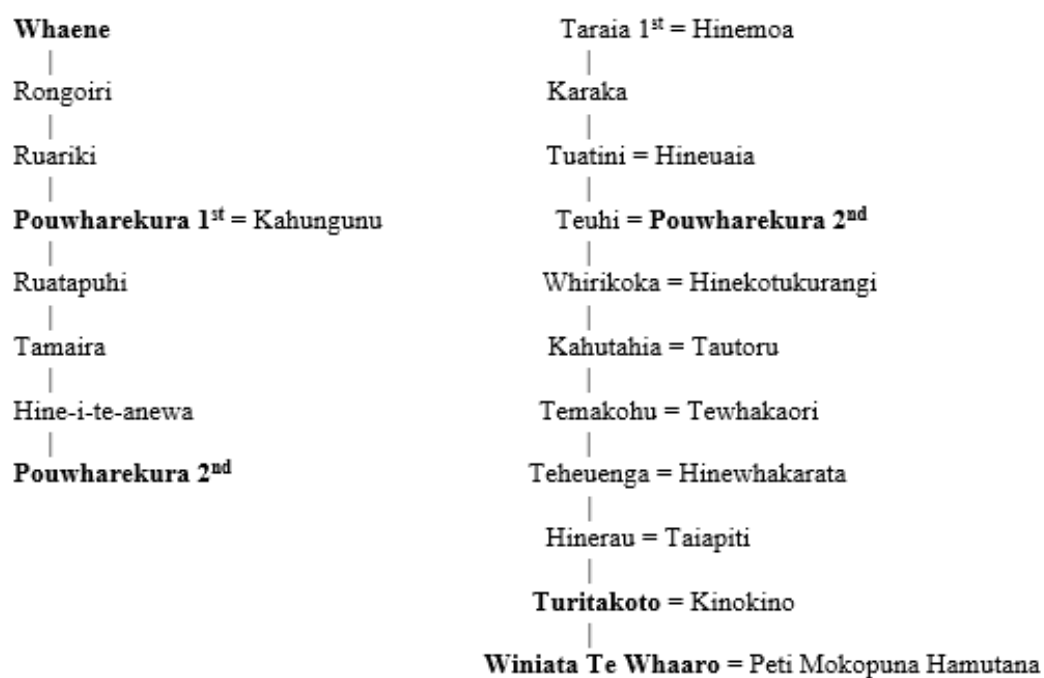 Whaene
Rongoiri
Ruariki
Pouwharekura 1st = Kahungunu
Ruatapuhi
Tamaira
Hine-i-te-anewa
Pouwharekura 2nd
Taraia 1st = Hinemoa
Karaka
Tuatini = Hineuaia
Teuhi = Pouwharekura 2nd
Whirikoka = Hinekotukurangi
Kahutahia = Tautoru
Temakohu = Tewhakaori
Teheuenga = Hinewhakarata
Hinerau = Taiapiti
Turitakoto = Kinokino
Winiata Te Whaaro = Peti Mokopuna Hamutana